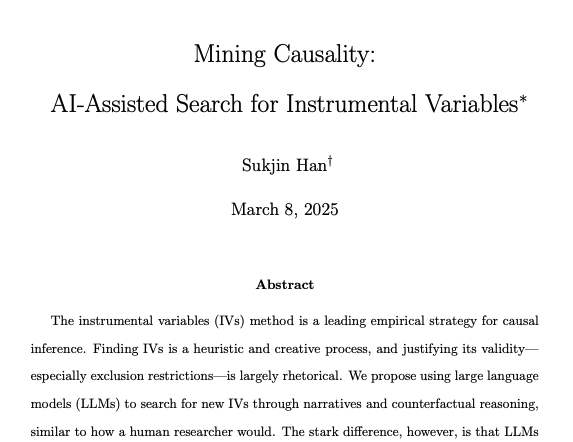 Mining Causality:
AI-Assisted Search for Instrumental Variables*
Sukjin Han†
March 8, 2025
Abstract
The instrumental variables (IVs) method is a leading empirical strategy for causal
inference. Finding IVs is a heuristic and creative process, and justifying its validity—
especially exclusion restrictions—is largely rhetorical. We propose using large language
models (LLMs) to search for new IVs through narratives and counterfactual reasoning,
similar to how a human researcher would. The stark difference, however, is that LLMs